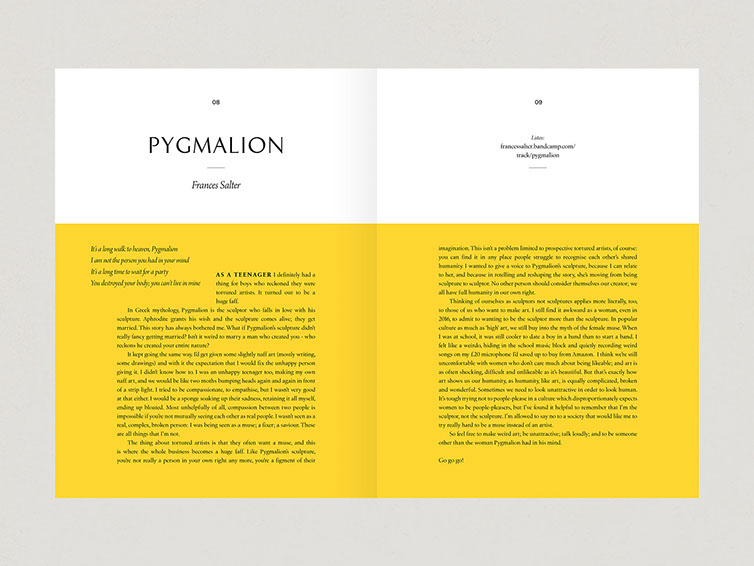 08
PYGMALION
Frances Salter
It's a long walk to heaven, Pygmalion
I am not the person you had in your mind
It's a long time to wait for a party
You destroyed your body; you can't live in mine
AS A TEENAGER I definitely had a
thing for boys who reckoned they were
tortured artists. It turned out to be a
huge faff.
In Greek mythology, Pygmalion is the sculptor who falls in love with his
sculpture. Aphrodite grants his wish and the sculpture comes alive; they get
married. This story has always bothered me. What if Pygmalion's sculpture didn't
really fancy getting married? Isn't it weird to marry a man who created you - who
reckons he created your entire nature?
It kept going the same way. I'd get given some slightly naff art (mostly writing,
some drawings) and with it the expectation that I would fix the unhappy person
giving it. I didn't know how to. I was an unhappy teenager too, making my own
naff art, and we would be like two moths bumping heads again and again in front
of a strip light. I tried to be compassionate, to empathise, but I wasn't very good
at that either. I would be a sponge soaking up their sadness, retaining it all myself,
ending up bloated. Most unhelpfully of all, compassion between two people is
impossible if you're not mutually seeing each other as real people. I wasn't seen as a
real, complex, broken person: I was being seen as a muse; a fixer; a saviour. These
are all things that I'm not.
The thing about tortured artists is that they often want a muse, and this
is where the whole business becomes a huge faff. Like Pygmalion's sculpture,
you're not really a person in your own right any more, you're a figment of their
09
Listen:
francessalter.bandcamp.com/
track/pygmalion
imagination. This isn't a problem limited to prospective tortured artists, of course:
you can find it in any place people struggle to recognise each other's shared
humanity. I wanted to give a voice to Pygmalion's sculpture, because I can relate
to her, and because in retelling and reshaping the story, she's moving from being
sculpture to sculptor. No other person should consider themselves our creator; we
all have full humanity in our own right.
Thinking of ourselves as sculptors not sculptures applies more literally, too,
to those of us who want to make art. I still find it awkward as a woman, even in
2016, to admit to wanting to be the sculptor more than the sculpture. In popular
culture as much as 'high' art, we still buy into the myth of the female muse. When
I was at school, it was still cooler to date a boy in a band than to start a band. I
felt like a weirdo, hiding in the school music block and quietly recording weird
songs on my £20 microphone I'd saved up to buy from Amazon. I think we're still
uncomfortable with women who don't care much about being likeable; and art is
as often shocking, difficult and unlikable as it's beautiful. But that's exactly how
art shows us our humanity, as humanity, like art, is equally complicated, broken
and wonderful. Sometimes we need to look unattractive in order to look human.
It's tough trying not to people-please in a culture which disproportionately expects
women to be people-pleasers, but I've found it helpful to remember that I'm the
sculptor, not the sculpture. I'm allowed to say no to a society that would like me to
try really hard to be a muse instead of an artist.
So feel free to make weird art; be unattractive; talk loudly; and to be someone
other than the woman Pygmalion had in his mind.
Go go go!